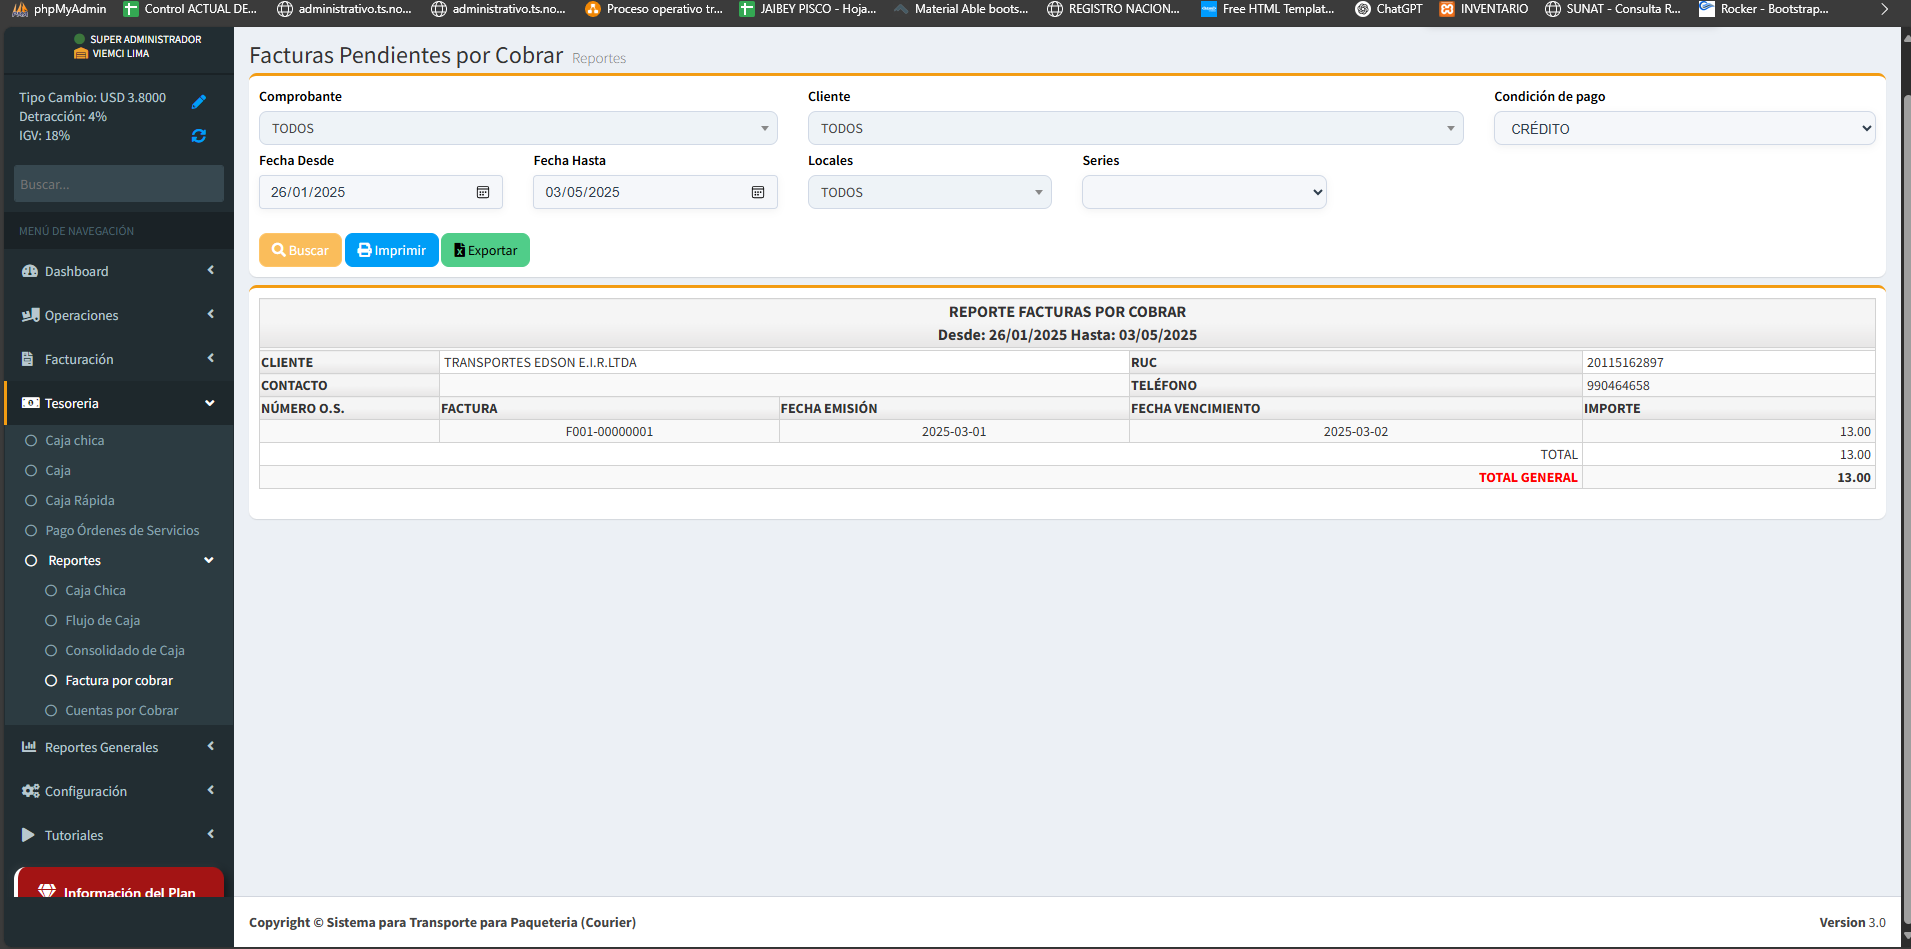 phpMyAdmin
Control ACTUAL DE...
administrativo.ts.no...
administrativo.ts.no...
Proceso operativo tr...
JAIBEY PISCO - Hoja...
Material Able boots...
REGISTRO NACION...
Free HTML Templat...
ChatGPT
INVENTARIO
SUNAT - Consulta R...
Rocker - Bootstrap...
SUPER ADMINISTRADOR
VIEMCI LIMA
Tipo Cambio: USD 3.8000
Detracción: 4%
IGV: 18%
Buscar...
MENÚ DE NAVEGACIÓN
Dashboard
Operaciones
Facturación
Tesoreria
Caja chica
Caja
Caja Rápida
Pago Órdenes de Servicios
Reportes
Caja Chica
Flujo de Caja
Consolidado de Caja
Factura por cobrar
Cuentas por Cobrar
Reportes Generales
Configuración
Tutoriales
Información del Plan
Facturas Pendientes por Cobrar Reportes
Comprobante
TODOS
Cliente
TODOS
Condición de pago
CRÉDITO
Fecha Desde
26/01/2025
Fecha Hasta
03/05/2025
Locales
TODOS
Series
Buscar
Imprimir
Exportar
REPORTE FACTURAS POR COBRAR
Desde: 26/01/2025 Hasta: 03/05/2025
CLIENTE TRANSPORTES EDSON E.I.R.LTDA RUC 20115162897
CONTACTO TELÉFONO 990464658
NÚMERO O.S. FACTURA FECHA EMISIÓN FECHA VENCIMIENTO IMPORTE
F001-00000001 2025-03-01 2025-03-02 13.00
TOTAL 13.00
TOTAL GENERAL 13.00
Copyright © Sistema para Transporte para Paqueteria (Courier)
Version 3.0